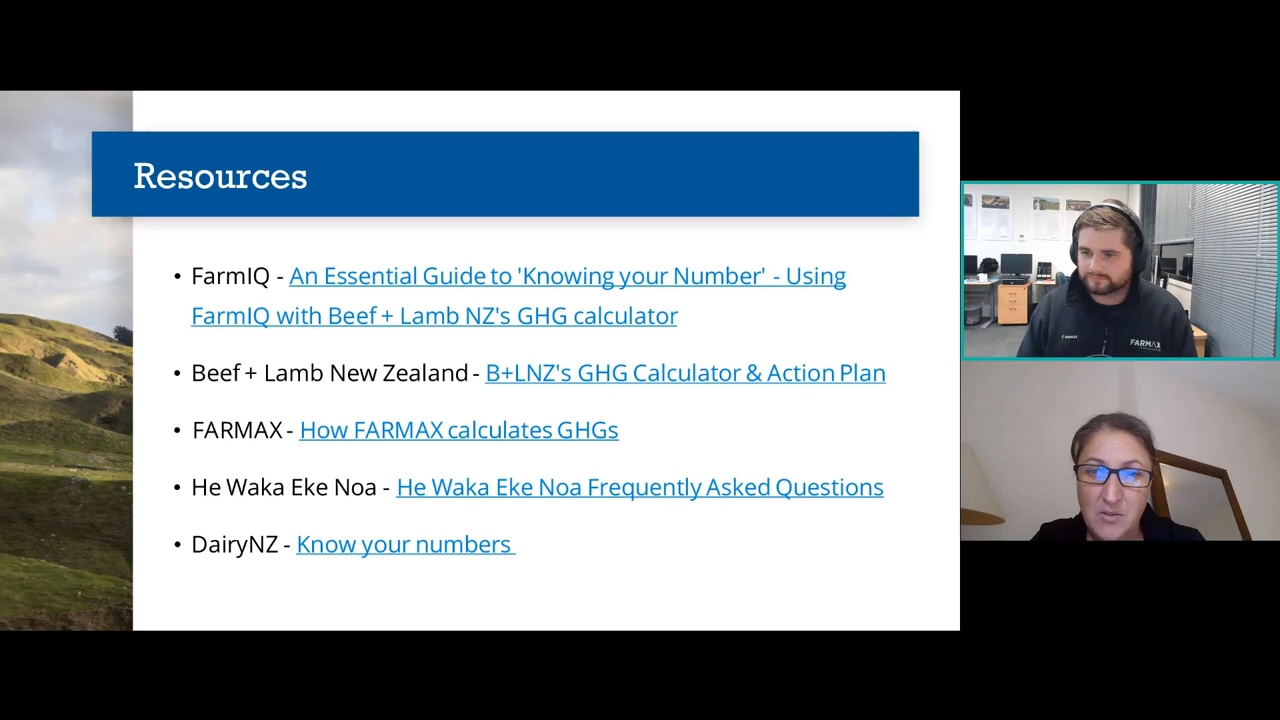 Resources
• FarmIQ - An Essential Guide to 'Knowing your Number' - Using
FarmIQ with Beef + Lamb NZ's GHG calculator
• Beef + Lamb New Zealand - B+LNZ's GHG Calculator & Action Plan
• FARMAX - How FARMAX calculates GHGs
• He Waka Eke Noa - He Waka Eke Noa Frequently Asked Questions
• DairyNZ - Know your numbers
FARMAX